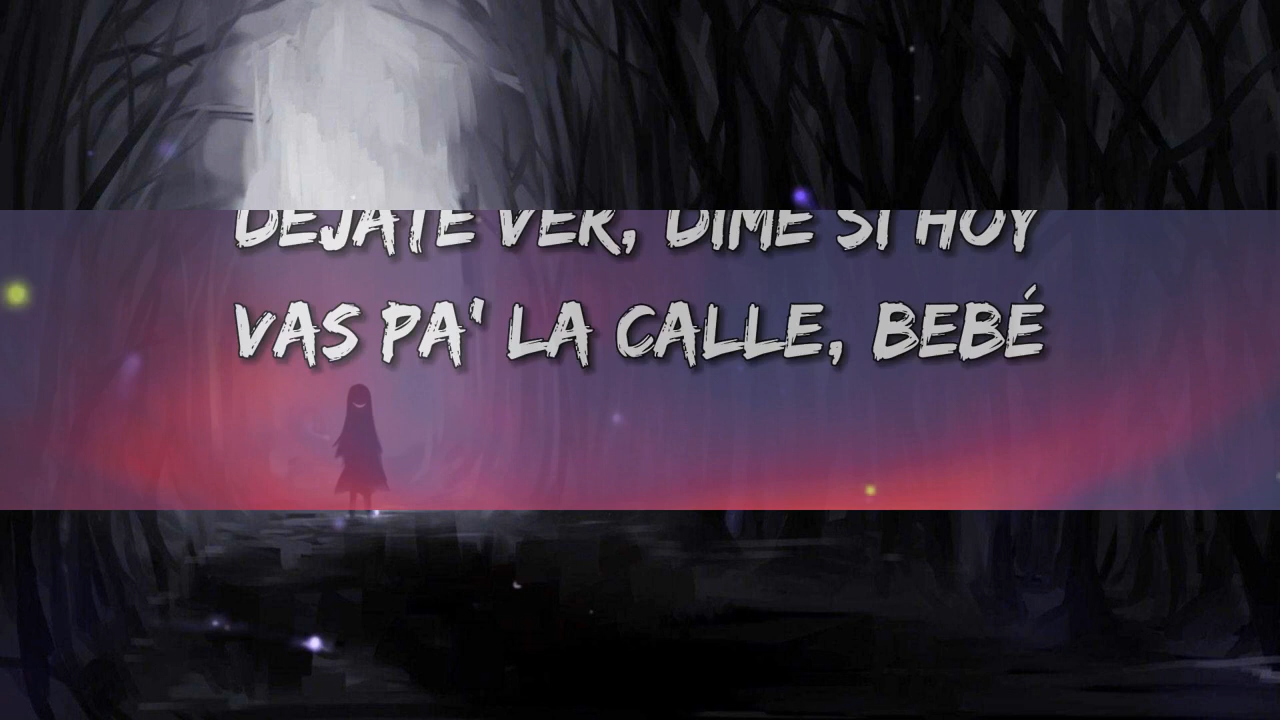 DÉJATE VER, DIME SI HOY
VAS PA' LA CALLE, BEBÉ